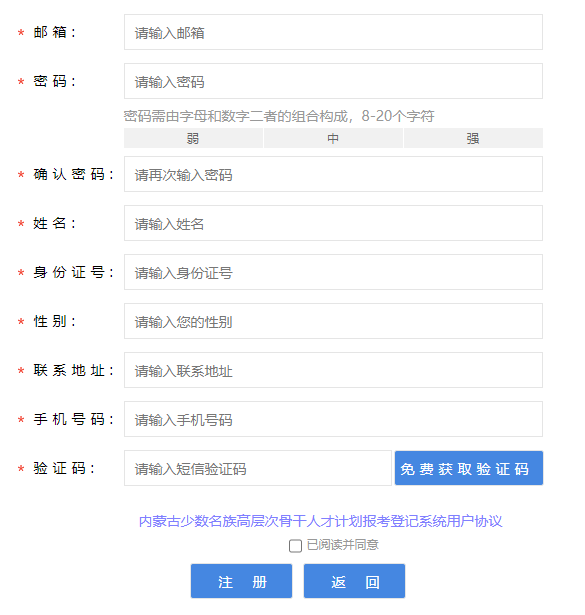 * 邮箱: 请输入邮箱
* 密码: 请输入密码
密码需由字母和数字二者的组合构成，8-20个字符
弱 中 强
* 确认密码: 请再次输入密码
* 姓名: 请输入姓名
* 身份证号: 请输入身份证号
* 性别: 请输入您的性别
* 联系地址: 请输入联系地址
* 手机号码: 请输入手机号码
* 验证码: 请输入短信验证码 免费获取验证码
内蒙古少数名族高层次骨干人才计划报考登记系统用户协议
已阅读并同意
注 册 返 回